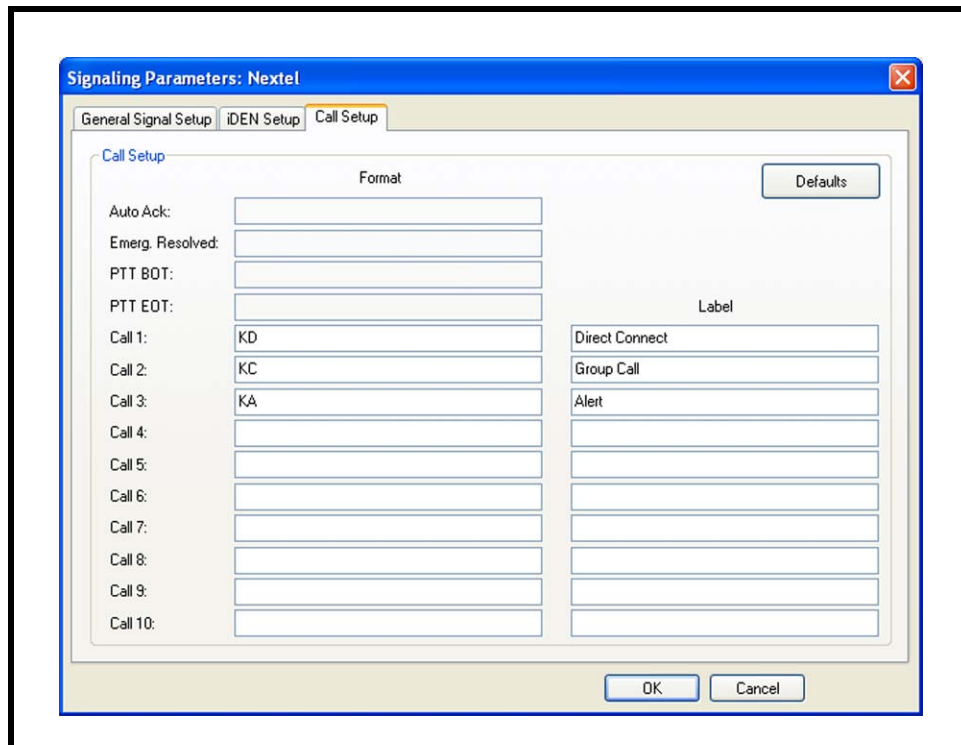 Signaling Parameters: Nextel
General Signal Setup iDEN Setup Call Setup
Call Setup
Format
Defaults
Auto Ack:
Emerg. Resolved:
PTT BOT:
PTT EOT:
Label
Call 1: KD Direct Connect
Call 2: KC Group Call
Call 3: KA Alert
Call 4:
Call 5:
Call 6:
Call 7:
Call 8:
Call 9:
Call 10:
OK Cancel